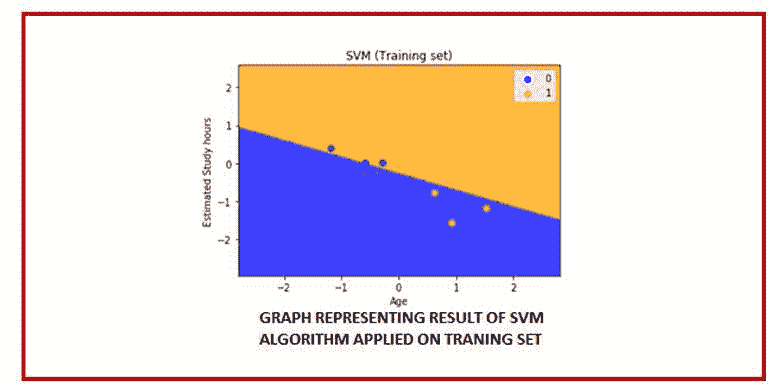 SVM (Training set)
0
1
2
1
0
−1
−2
Estimated Study hours
−2
−1
0
1
2
Age
GRAPH REPRESENTING RESULT OF SVM
ALGORITHM APPLIED ON TRANING SET